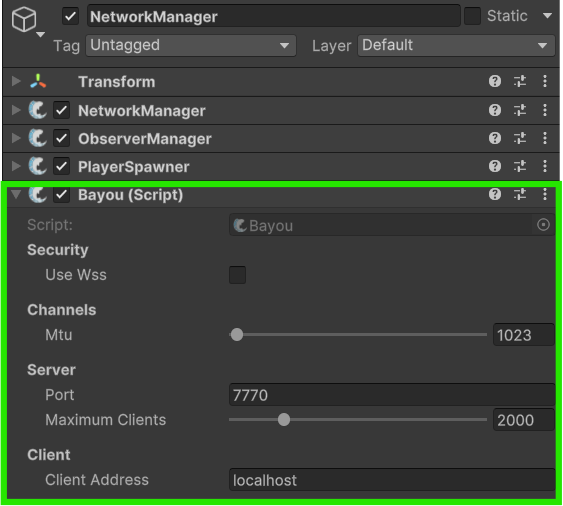 NetworkManager Static
Tag Untagged Layer Default
Transform
NetworkManager
ObserverManager
PlayerSpawner
Bayou (Script)
Script: Bayou
Security
Use Wss
Channels
Mtu 1023
Server
Port 7770
Maximum Clients 2000
Client
Client Address localhost